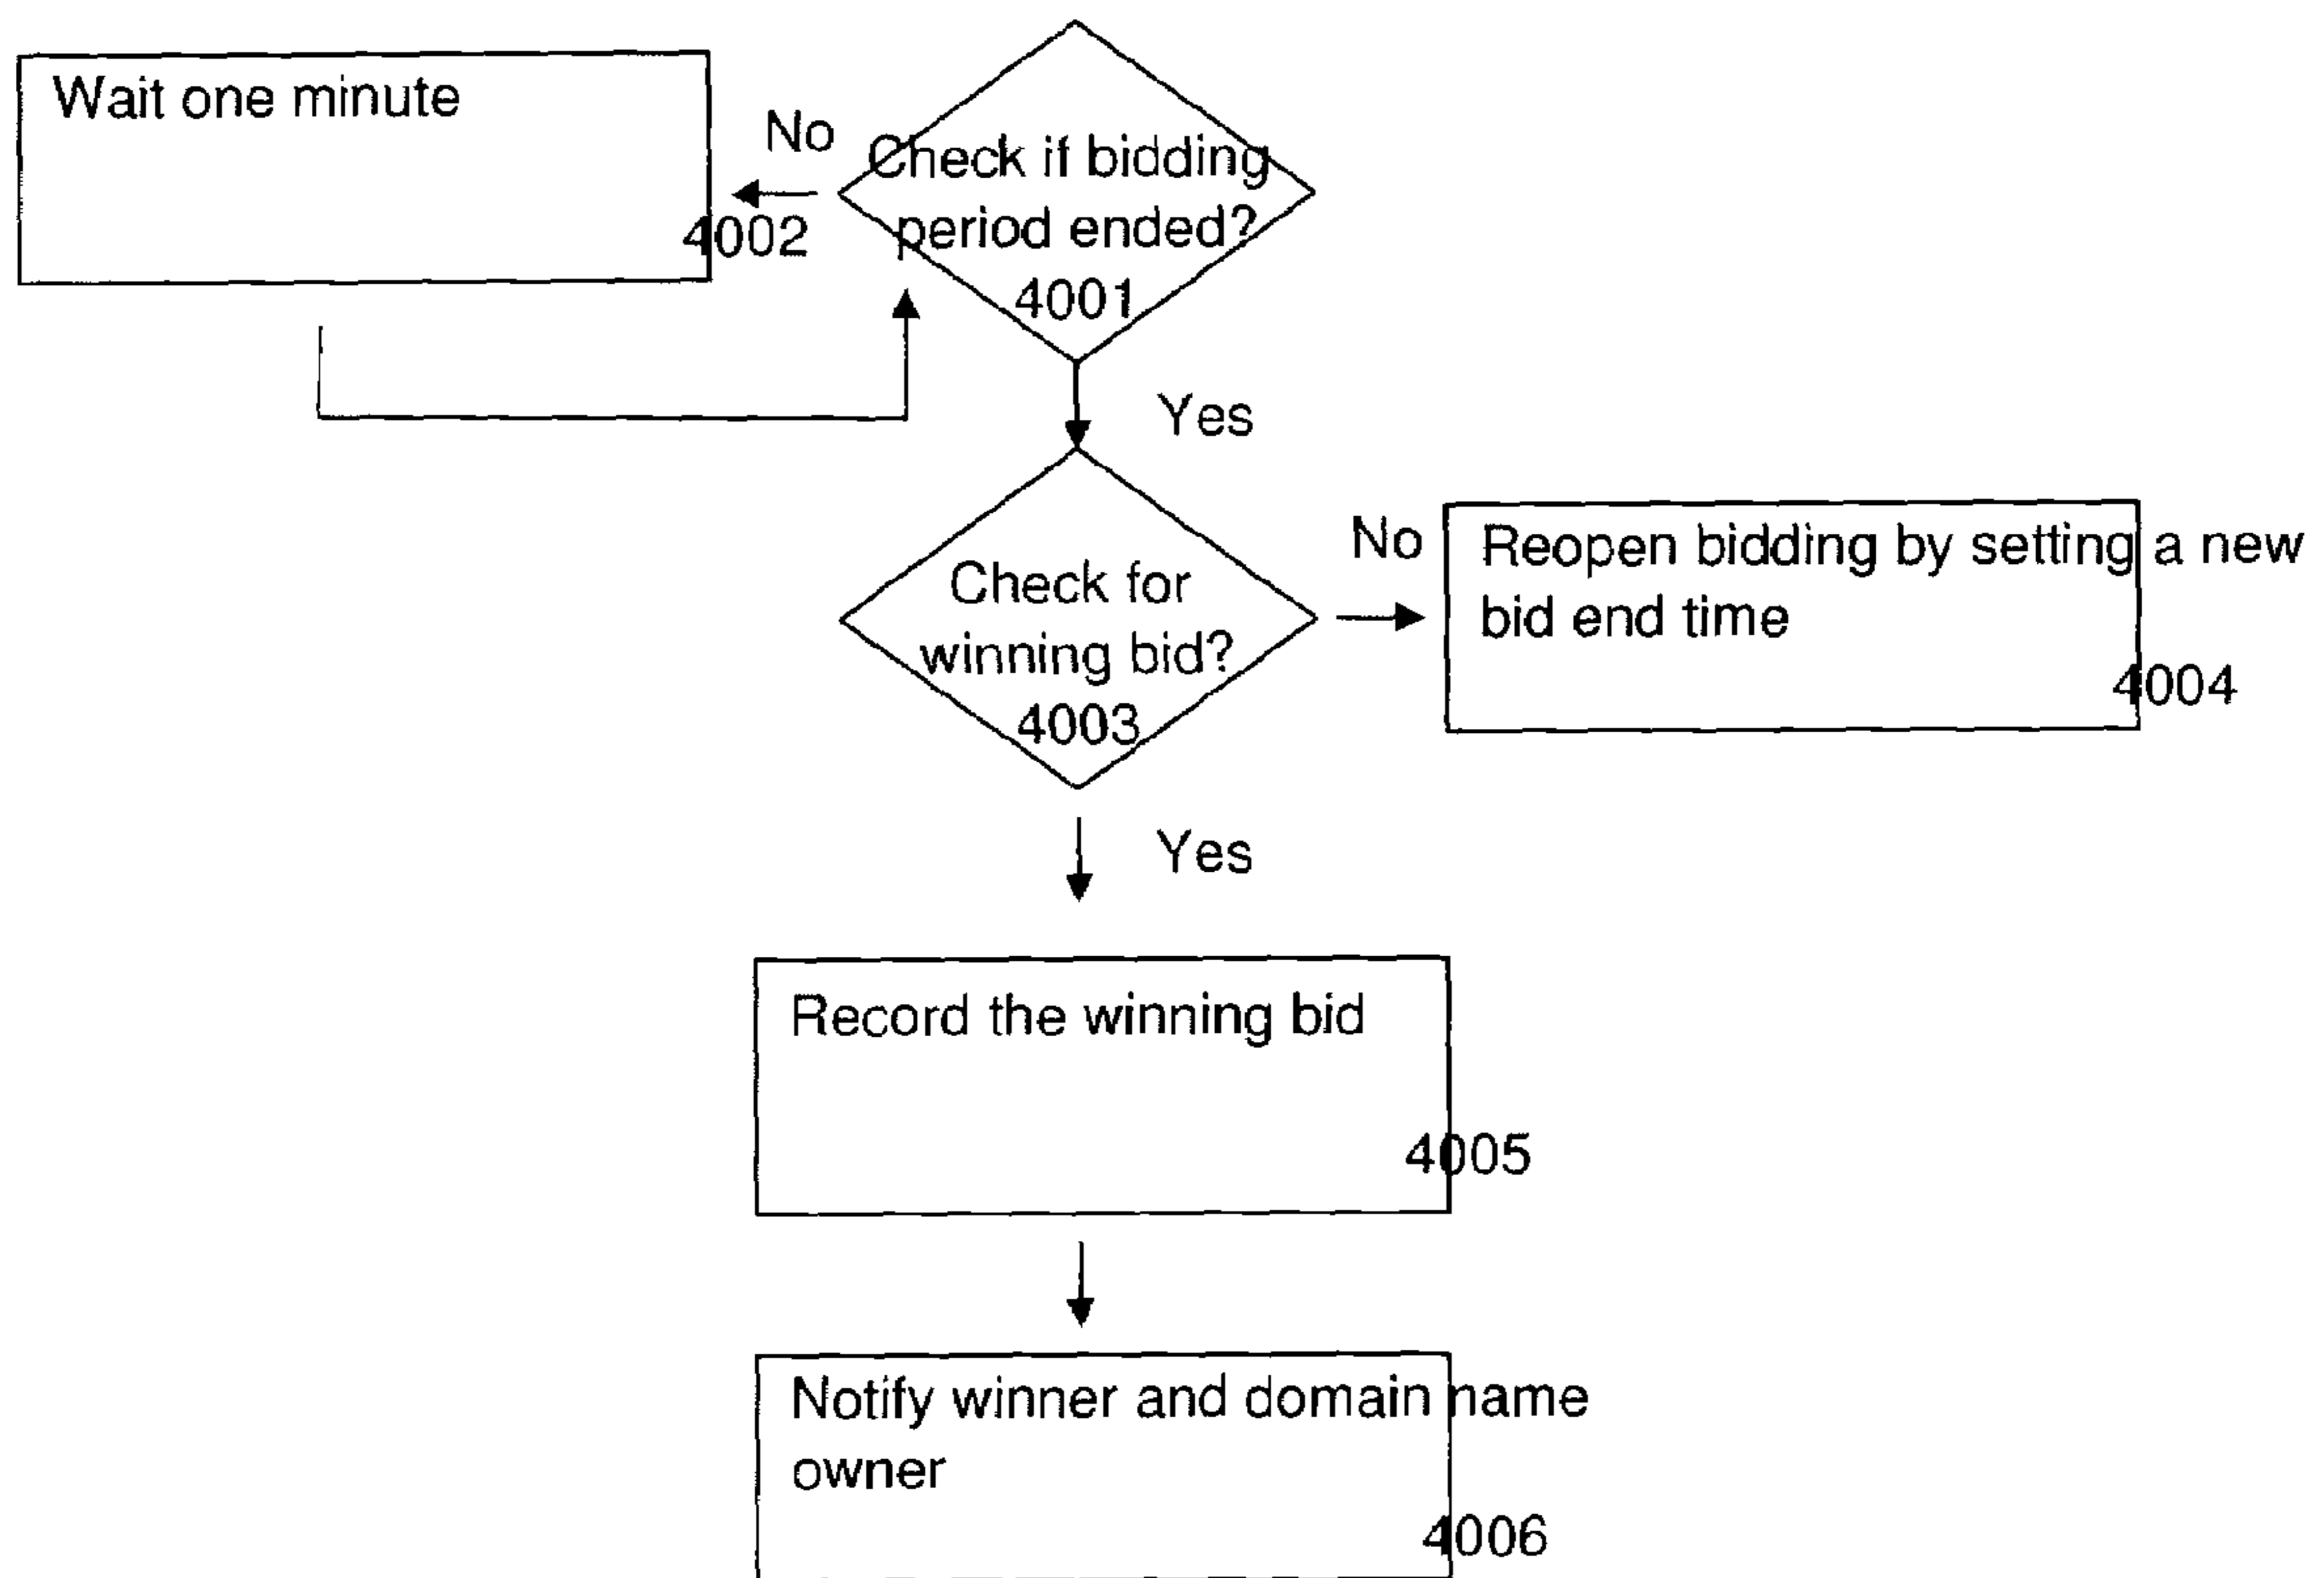 Wait one minute
4002
No
Check if bidding
period ended?
4001
Yes
Check for
winning bid?
4003
No
Reopen bidding by setting a new
bid end time
4004
Yes
Record the winning bid
4005
Notify winner and domain name
owner
4006